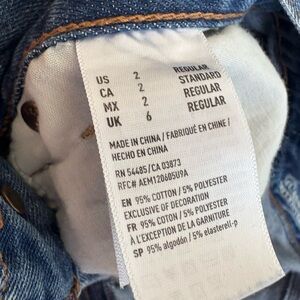 US 2 REGULAR
CA 2 STANDARD
MX 2 REGULAR
UK 6 REGULAR
MADE IN CHINA / FABRIQUÉ EN CHINE /
HECHO EN CHINA
RN 54485/CA 03873
RFC# AEM120605U9A
EN 95% COTTON / 5% POLYESTER
EXCLUSIVE OF DECORATION
FR 95% COTON / 5% POLYESTER
À L'EXCEPTION DE LA GARNITURE
SP 95% algodón / 5% elasterell-p